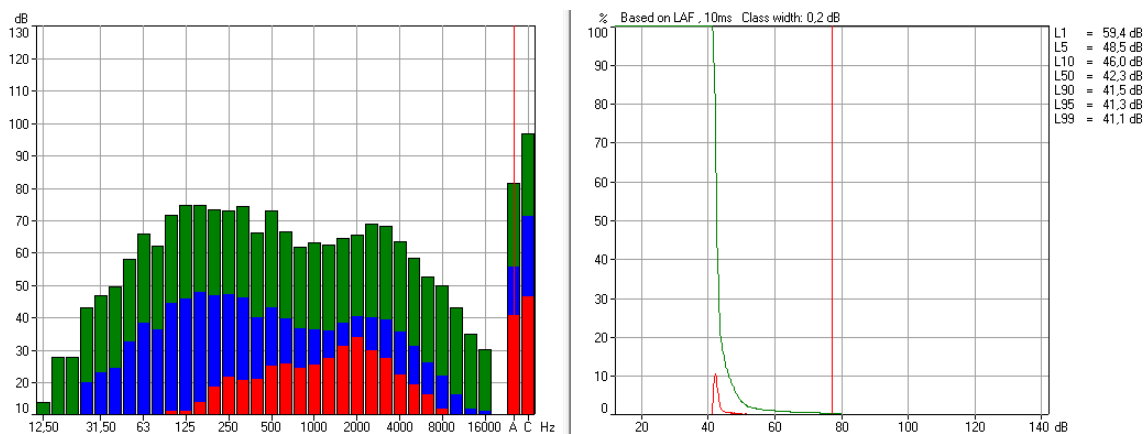 dB
130
120
110
100
90
80
70
60
50
40
30
20
12,50 31,50 63 125 250 500 1000 2000 4000 8000 16000 A C Hz
% Based on LAF , 10ms Class width: 0,2 dB
100
90
80
70
60
50
40
30
20
10
0
20 40 60 80 100 120 140 dB
L1 = 59,4 dB
L5 = 48,5 dB
L10 = 46,0 dB
L50 = 42,3 dB
L90 = 41,5 dB
L95 = 41,3 dB
L99 = 41,1 dB